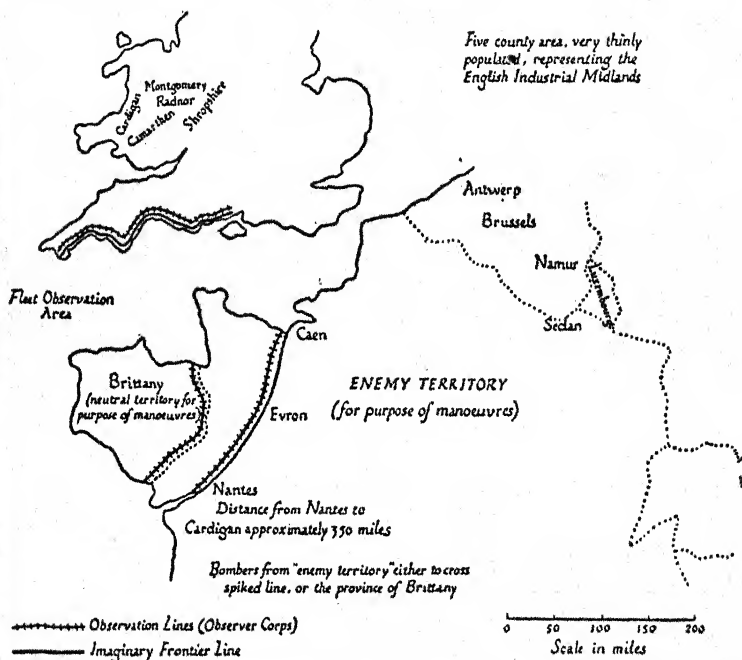 Five county area, very thinly
populated, representing the
English Industrial Midlands
Montgomery
Radnor
Cardigan
Camarthen
Shropshire
Antwerp
Brussels
Namur
Luxembourg
Sedan
Fleet Observation
Area
Caen
Brittany
(neutral territory for
purpose of manoeuvres)
ENEMY TERRITORY
(for purpose of manoeuvres)
Evron
Nantes
Distance from Nantes to
Cardigan approximately 350 miles
Bombers from "enemy territory" either to cross
spiked line, or the province of Brittany
Observation Lines (Observer Corps)
Imaginary Frontier Line
0 50 100 150 200
Scale in miles